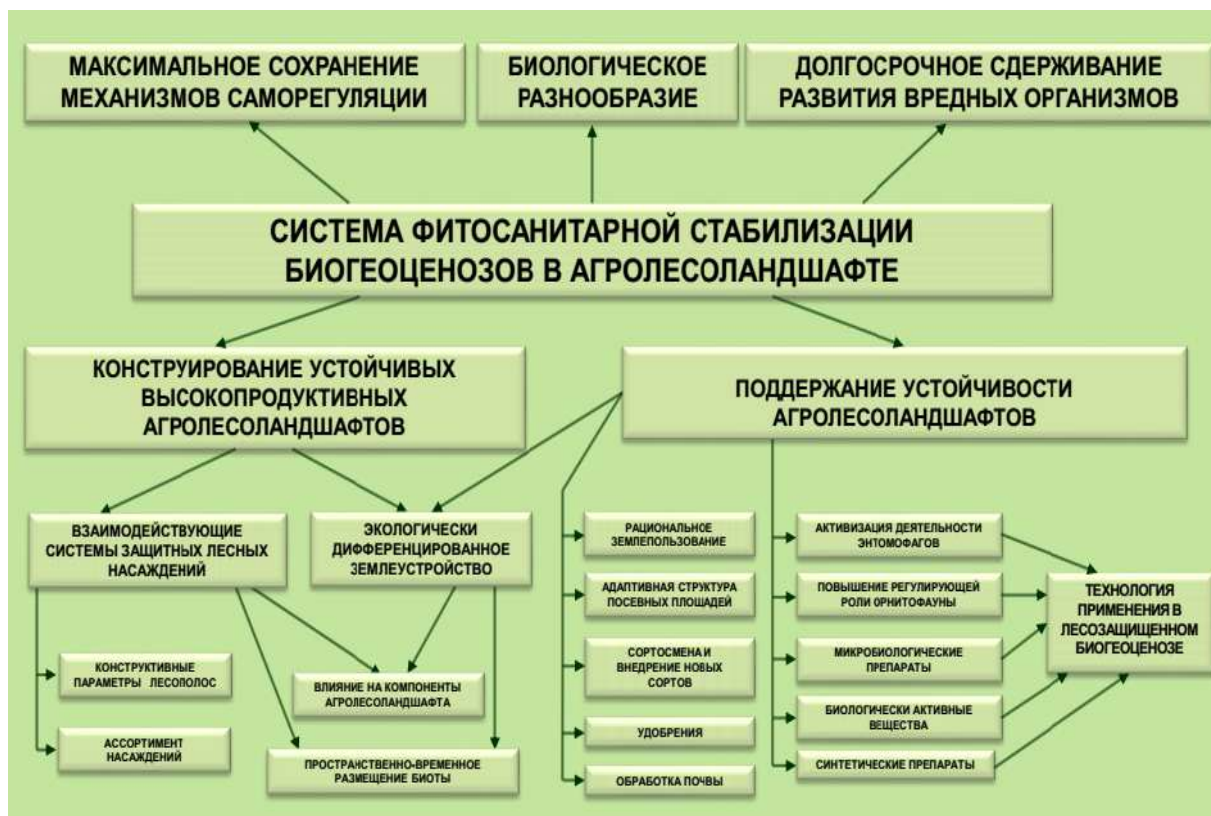 МАКСИМАЛЬНОЕ СОХРАНЕНИЕ
МЕХАНИЗМОВ САМОРЕГУЛЯЦИИ
БИОЛОГИЧЕСКОЕ
РАЗНООБРАЗИЕ
ДОЛГОСРОЧНОЕ СДЕРЖИВАНИЕ
РАЗВИТИЯ ВРЕДНЫХ ОРГАНИЗМОВ
СИСТЕМА ФИТОСАНИТАРНОЙ СТАБИЛИЗАЦИИ
БИОГЕОЦЕНОЗОВ В АГРОЛЕСОЛАНДШАФТЕ
КОНСТРУИРОВАНИЕ УСТОЙЧИВЫХ
ВЫСОКОПРОДУКТИВНЫХ
АГРОЛЕСОЛАНДШАФТОВ
ПОДДЕРЖАНИЕ УСТОЙЧИВОСТИ
АГРОЛЕСОЛАНДШАФТОВ
ВЗАИМОДЕЙСТВУЮЩИЕ
СИСТЕМЫ ЗАЩИТНЫХ ЛЕСНЫХ
НАСАЖДЕНИЙ
ЭКОЛОГИЧЕСКИ
ДИФФЕРЕНЦИРОВАННОЕ
ЗЕМЛЕУСТРОЙСТВО
КОНСТРУКТИВНЫЕ
ПАРАМЕТРЫ ЛЕСОПОЛОС
АССОРТИМЕНТ
НАСАЖДЕНИЙ
ВЛИЯНИЕ НА КОМПОНЕНТЫ
АГРОЛЕСОЛАНДШАФТА
ПРОСТРАНСТВЕННО-ВРЕМЕННОЕ
РАЗМЕЩЕНИЕ БИОТЫ
РАЦИОНАЛЬНОЕ
ЗЕМЛЕПОЛЬЗОВАНИЕ
АДАПТИВНАЯ СТРУКТУРА
ПОСЕВНЫХ ПЛОЩАДЕЙ
СОРТОСМЕНА И
ВНЕДРЕНИЕ НОВЫХ
СОРТОВ
УДОБРЕНИЯ
ОБРАБОТКА ПОЧВЫ
АКТИВИЗАЦИЯ ДЕЯТЕЛЬНОСТИ
ЭНТОМОФАГОВ
ПОВЫШЕНИЕ РЕГУЛИРУЮЩЕЙ
РОЛИ ОРНИТОФАУНЫ
МИКРОБИОЛОГИЧЕСКИЕ
ПРЕПАРАТЫ
БИОЛОГИЧЕСКИ АКТИВНЫЕ
ВЕЩЕСТВА
СИНТЕТИЧЕСКИЕ ПРЕПАРАТЫ
ТЕХНОЛОГИЯ
ПРИМЕНЕНИЯ В
ЛЕСОЗАЩИЩЕННОМ
БИОГЕОЦЕНОЗЕ